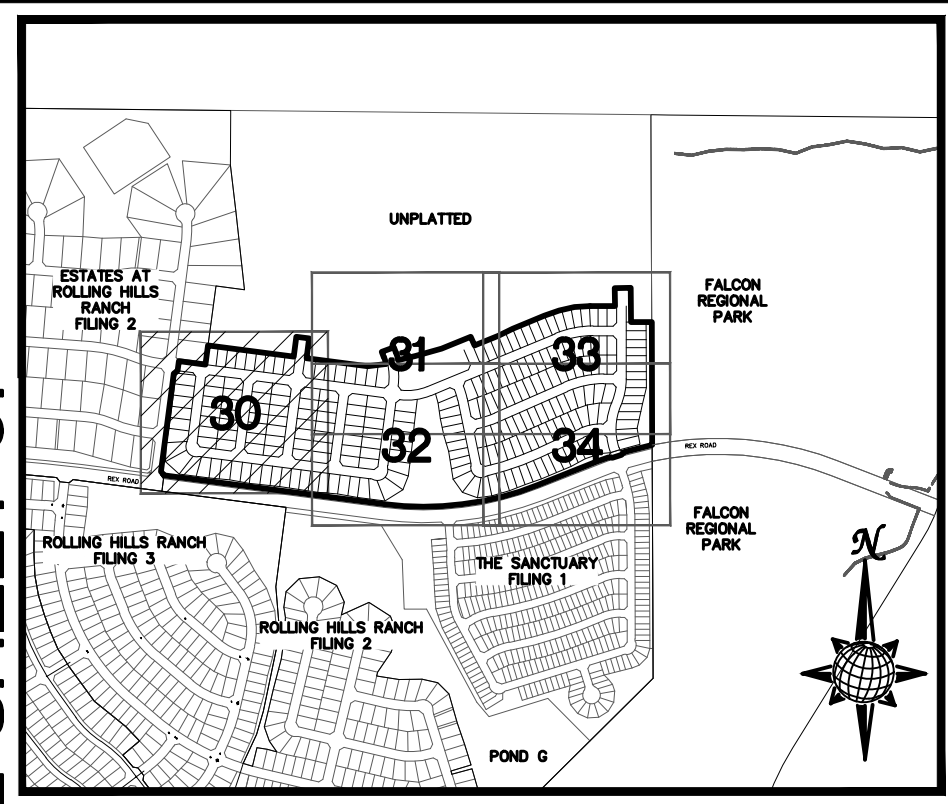 UNPLATTED
ESTATES AT
ROLLING HILLS
RANCH
FILING 2
FALCON
REGIONAL
PARK
31
33
30
32
34
REX ROAD
REX ROAD
FALCON
REGIONAL
PARK
ROLLING HILLS RANCH
FILING 3
THE SANCTUARY
FILING 1
ROLLING HILLS RANCH
FILING 2
N
POND G